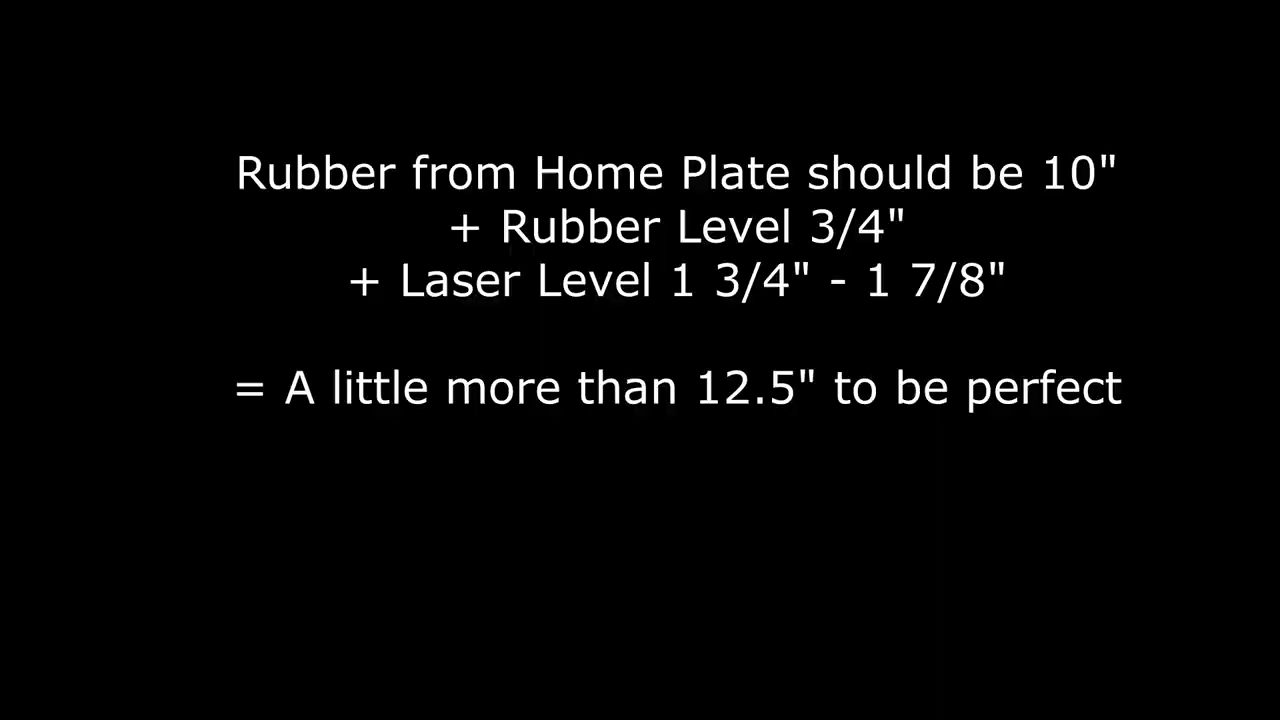 Rubber from Home Plate should be 10"
+ Rubber Level 3/4"
+ Laser Level 1 3/4" - 1 7/8"
= A little more than 12.5" to be perfect